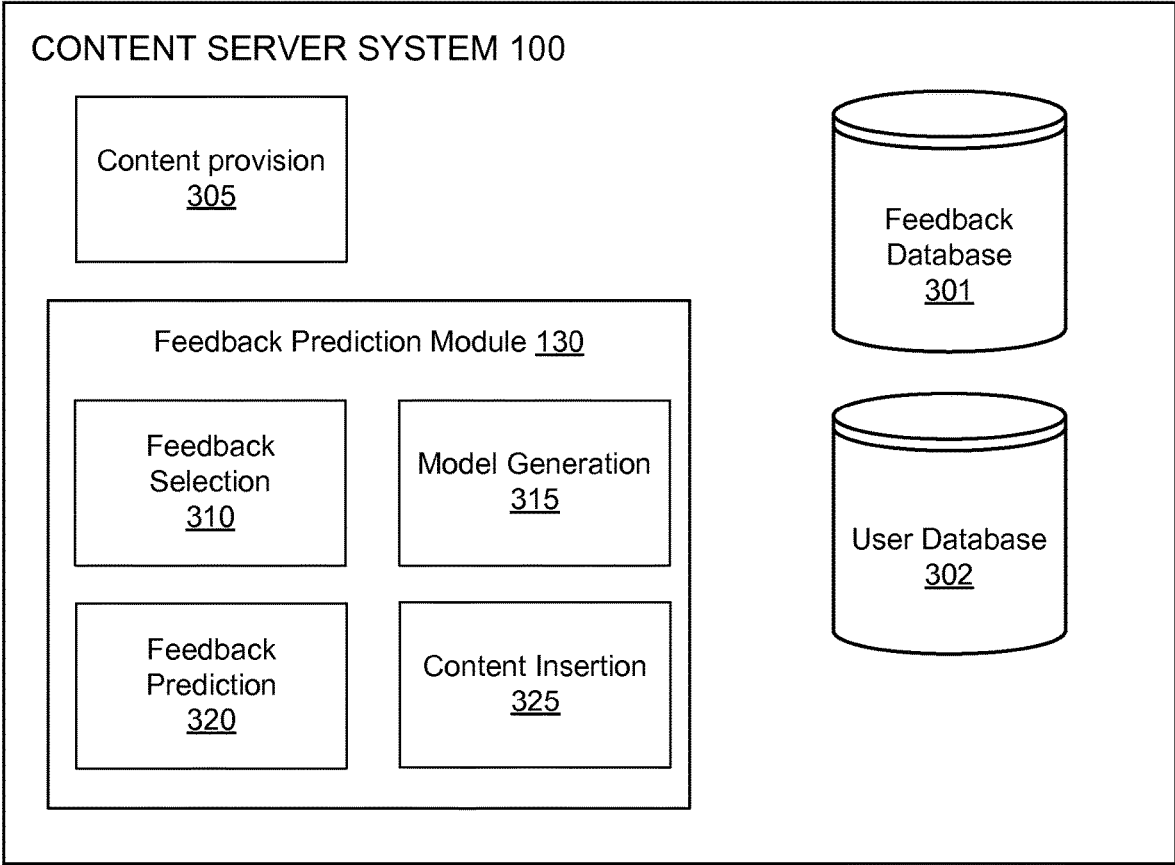 CONTENT SERVER SYSTEM 100
Content provision
305
Feedback Prediction Module 130
Feedback
Selection
310
Model Generation
315
Feedback
Prediction
320
Content Insertion
325
Feedback
Database
301
User Database
302